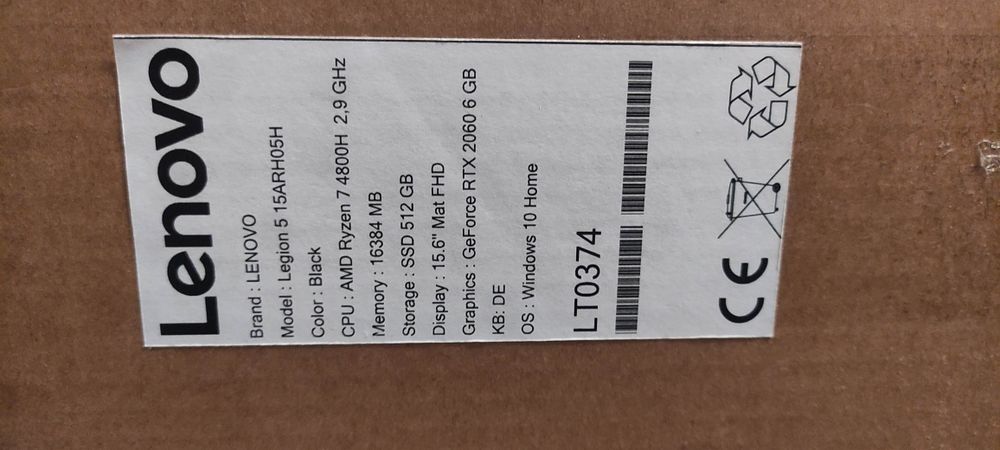 Lenovo
Brand : LENOVO
Model : Legion 5 15ARH05H
Color : Black
CPU : AMD Ryzen 7 4800H 2,9 GHz
Memory : 16384 MB
Storage : SSD 512 GB
Display : 15.6" Mat FHD
Graphics : GeForce RTX 2060 6 GB
KB: DE
OS : Windows 10 Home
LT0374
CE